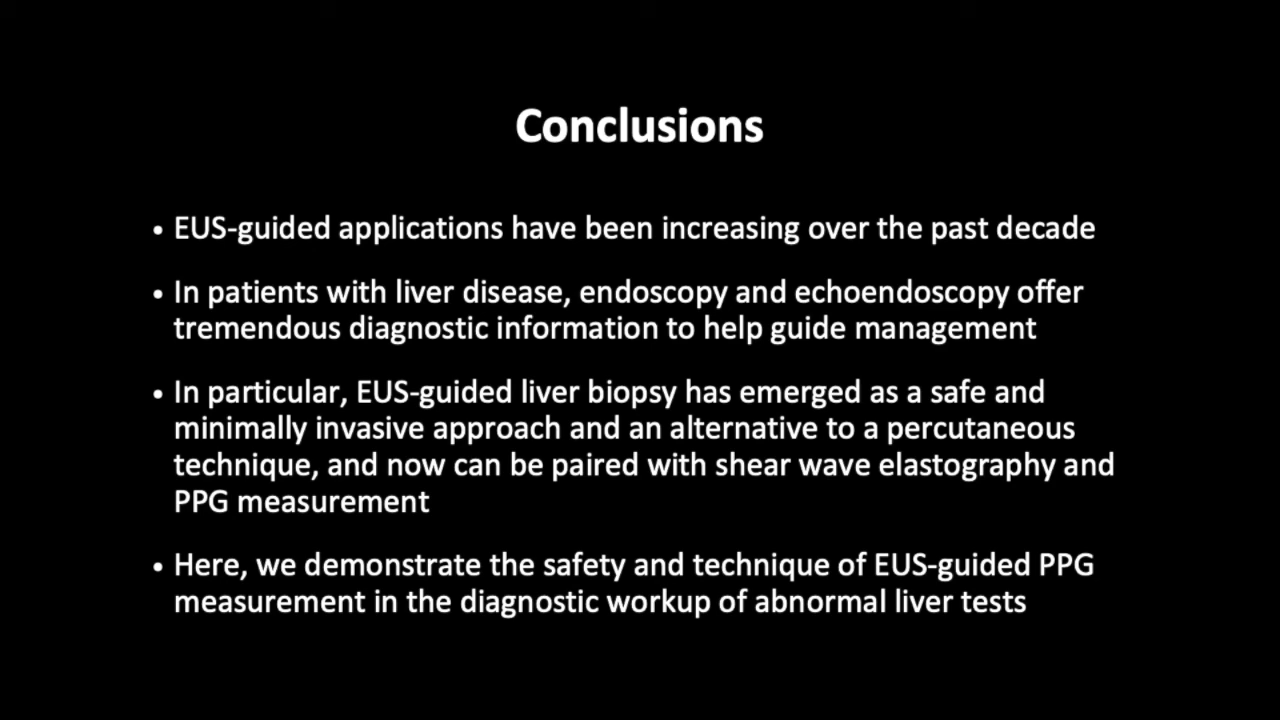 Conclusions
• EUS-guided applications have been increasing over the past decade
• In patients with liver disease, endoscopy and echoendoscopy offer
tremendous diagnostic information to help guide management
• In particular, EUS-guided liver biopsy has emerged as a safe and
minimally invasive approach and an alternative to a percutaneous
technique, and now can be paired with shear wave elastography and
PPG measurement
• Here, we demonstrate the safety and technique of EUS-guided PPG
measurement in the diagnostic workup of abnormal liver tests